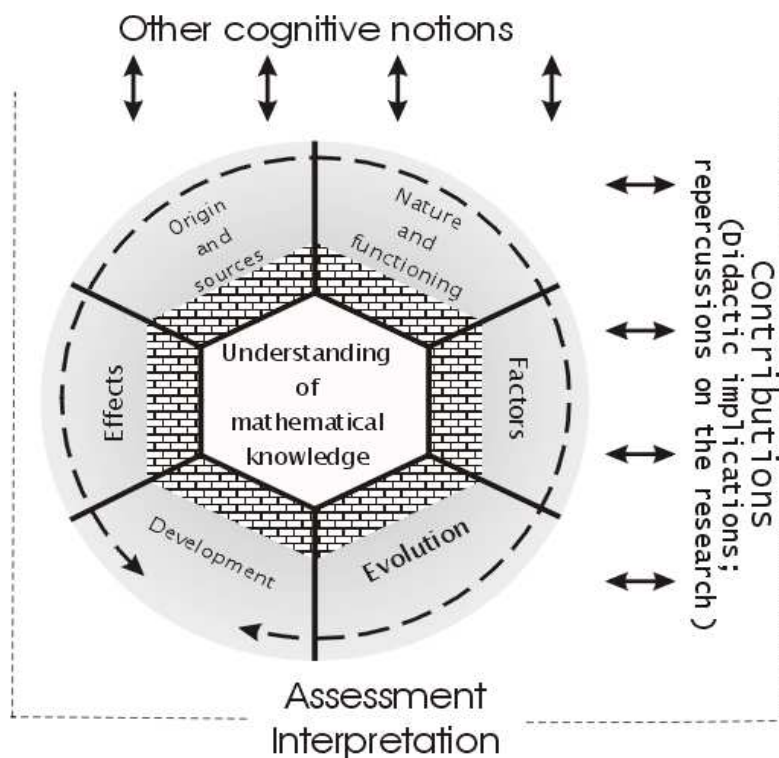 Other cognitive notions
Origin
and
sources
Nature
and
functioning
Effects
Understanding
of
mathematical
knowledge
Factors
Development
Evolution
Contributions
(Didactic implications;
repercussions on the research)
Assessment
Interpretation